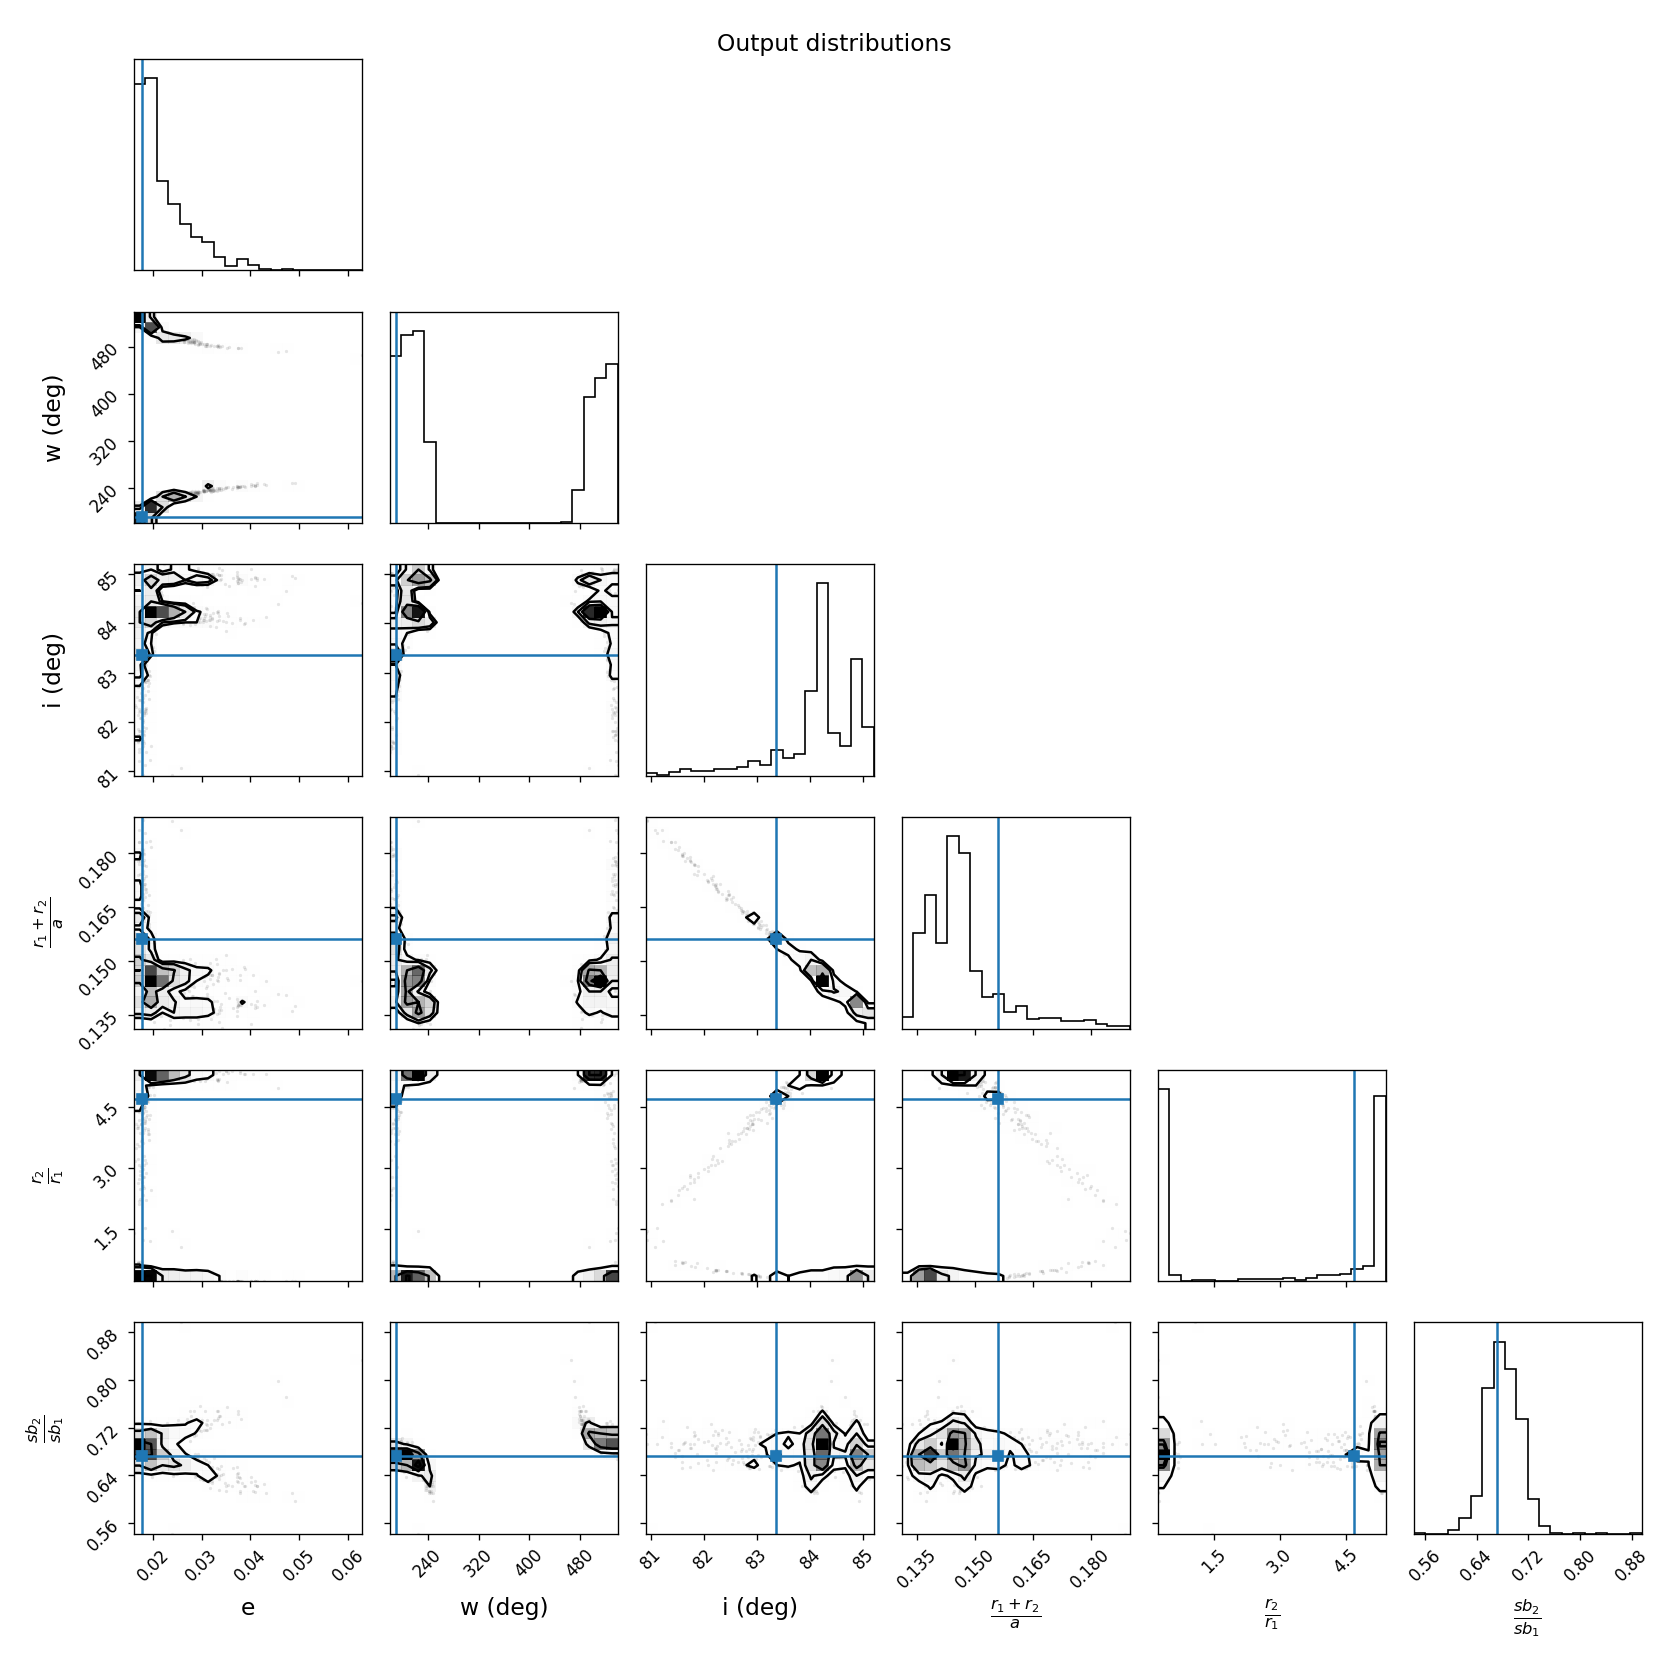 Output distributions
w (deg)
480
400
320
240
i (deg)
85
84
83
82
81
r₁ + r₂
a
0.180
0.165
0.150
0.135
r₂
r₁
4.5
3.0
1.5
sb₂
sb₁
0.88
0.80
0.72
0.64
0.56
0.02 0.03 0.04 0.05 0.06
240 320 400 480
81 82 83 84 85
0.135 0.150 0.165 0.180
1.5 3.0 4.5
0.56 0.64 0.72 0.80 0.88
e
w (deg)
i (deg)
r₁ + r₂
a
r₂
r₁
sb₂
sb₁